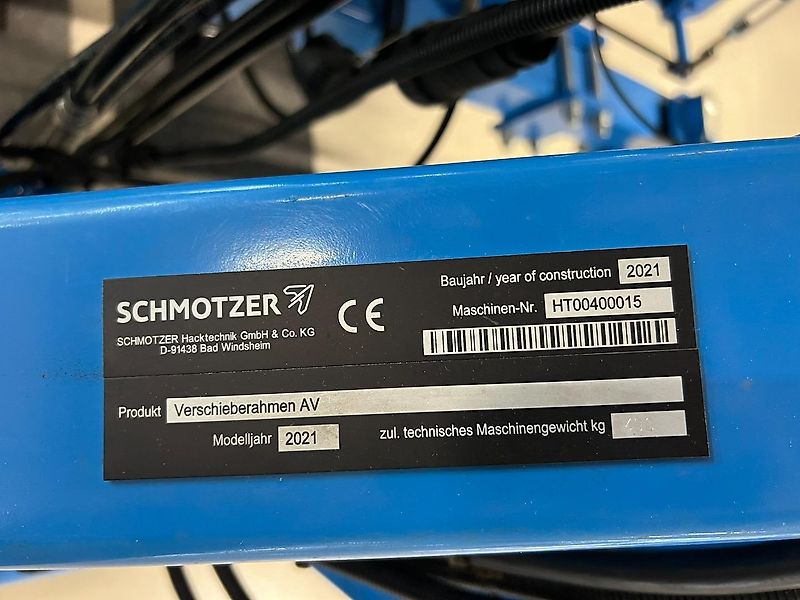 SCHMOTZER
SCHMOTZER Hacktechnik GmbH & Co. KG
D-91438 Bad Windsheim
CE
Baujahr / year of construction 2021
Maschinen-Nr. HT00400015
Produkt Verschieberahmen AV
Modelljahr 2021
zul. technisches Maschinengewicht kg